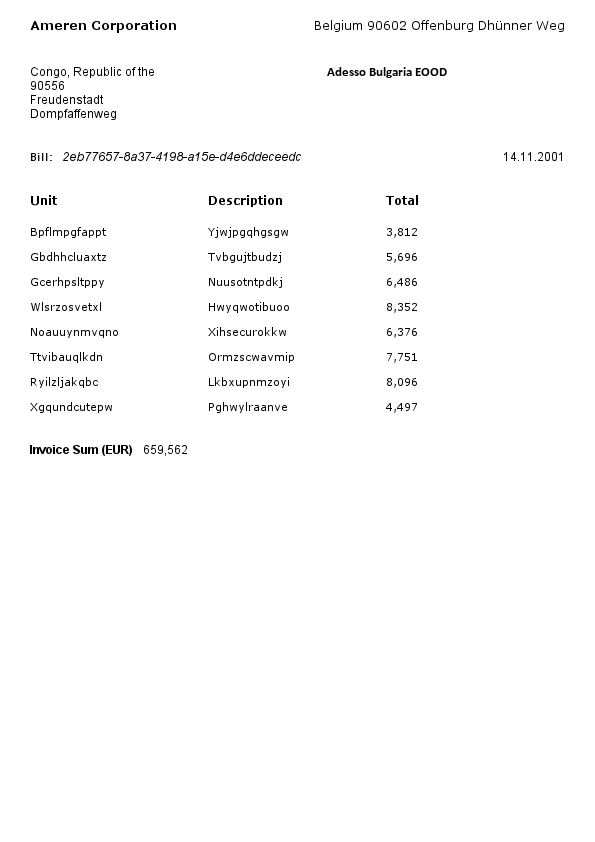 Ameren Corporation Belgium 90602 Offenburg Dhünner Weg
Congo, Republic of the Adesso Bulgaria EOOD
90556
Freudenstadt
Dompfaffenweg
Bill: 2eb77657-8a37-4198-a15e-d4e6ddeceedc 14.11.2001
Unit Description Total
Bpflmpgfappt Yjwjpgqhgsgw 3,812
Gbdhhcluaxtz Tvbgujtbudzj 5,696
Gcerhpsltppy Nuusotntpdkj 6,486
Wlsrzosvetxl Hwyqwotibuoo 8,352
Noauuynmvqno Xihsecurokkw 6,376
Ttvibauqlkdn Ormzscwavmip 7,751
Ryilzljakqbc Lkbxupnmzoyi 8,096
Xgqundcutepw Pghwylraanve 4,497
Invoice Sum (EUR) 659,562